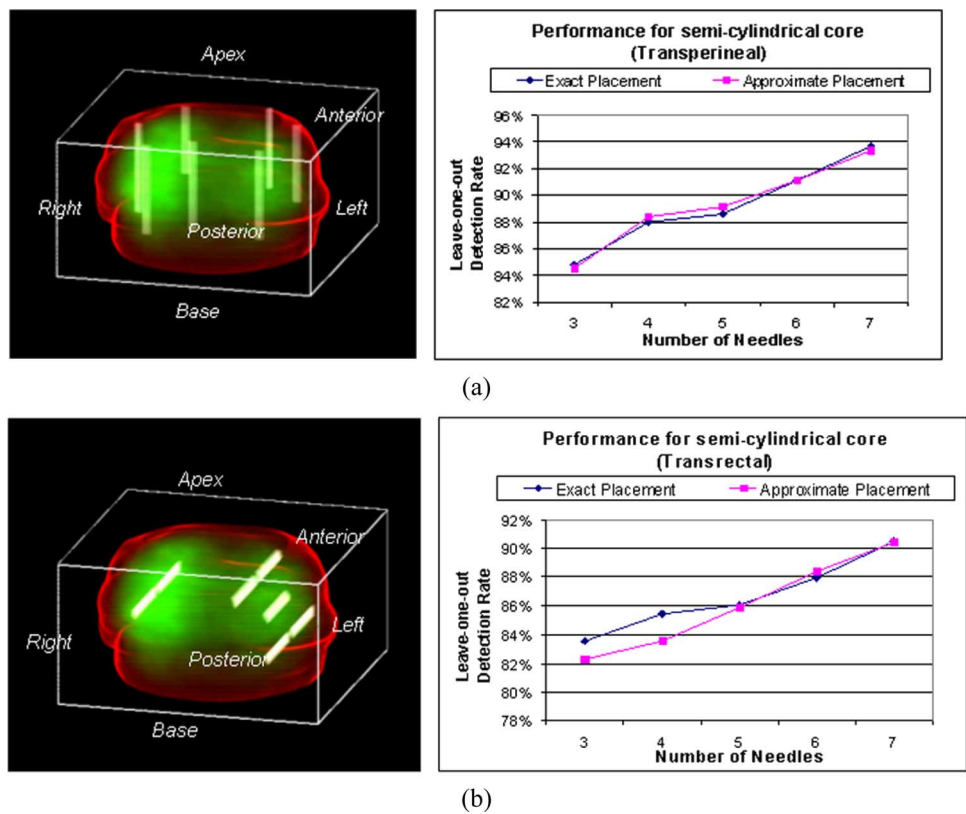 Apex
Anterior
Right
Left
Posterior
Base
Performance for semi-cylindrical core
(Transperineal)
Exact Placement
Approximate Placement
Leave-one-out
Detection Rate
96%
94%
92%
90%
88%
86%
84%
82%
3 4 5 6 7
Number of Needles
(a)
Apex
Anterior
Right
Left
Posterior
Base
Performance for semi-cylindrical core
(Transrectal)
Exact Placement
Approximate Placement
Leave-one-out
Detection Rate
92%
90%
88%
86%
84%
82%
80%
78%
3 4 5 6 7
Number of Needles
(b)